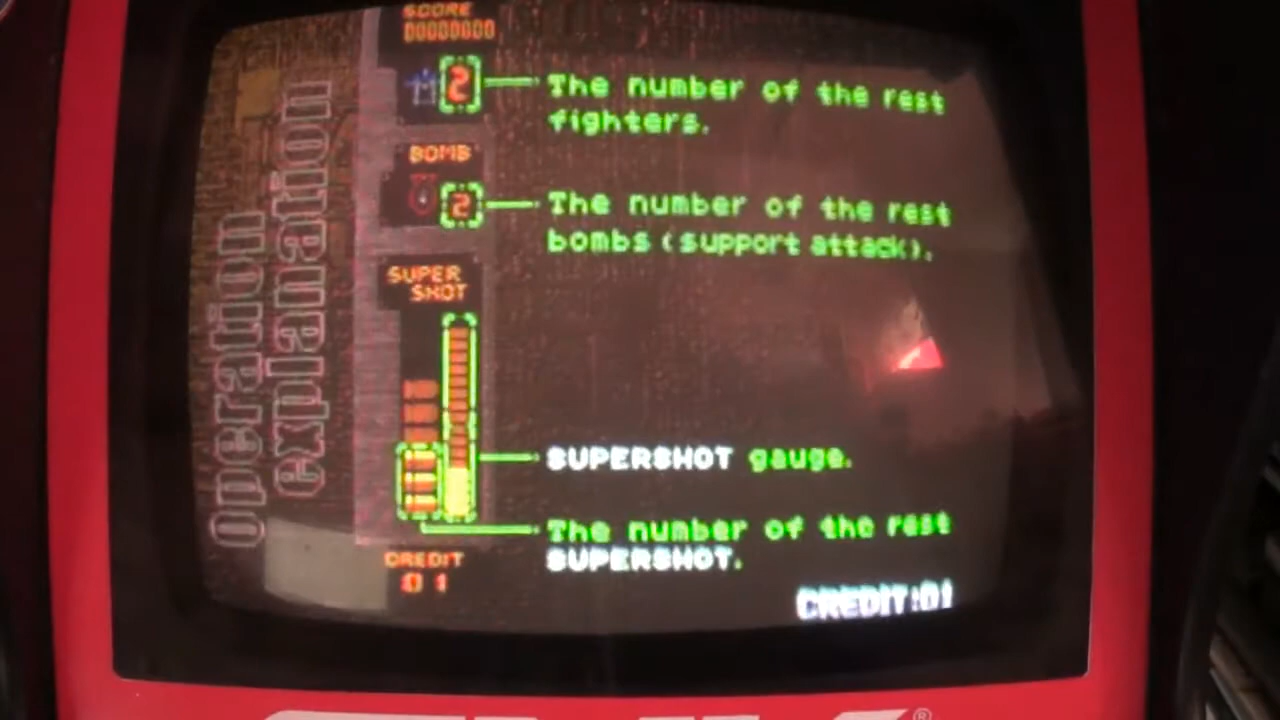 SCORE
00000000
2
The number of the rest
fighters.
BOMB
2
The number of the rest
bombs (support attack).
SUPER
SHOT
SUPERSHOT gauge.
The number of the rest
SUPERSHOT.
CREDIT
01
CREDIT:01
operation
explanation